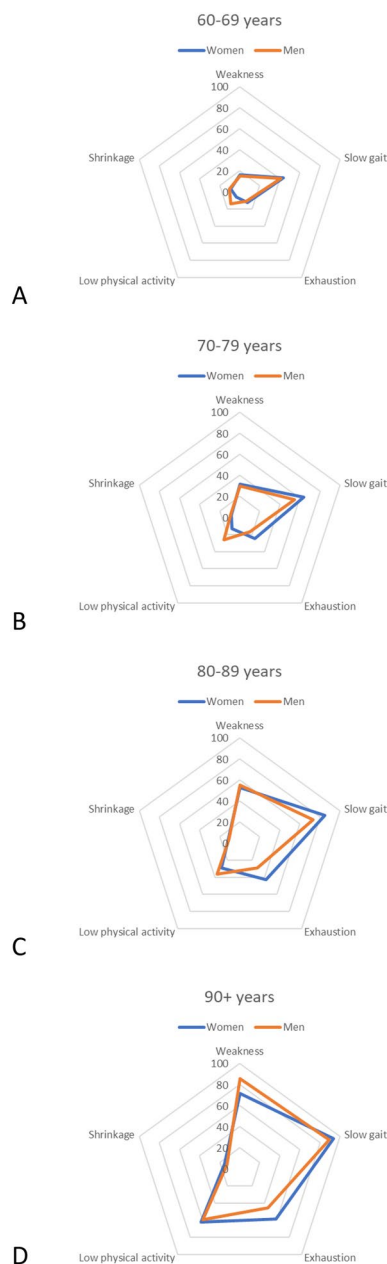 60-69 years
Women Men
Weakness
100
80
60
40
20
0
Shrinkage
Slow gait
Low physical activity
Exhaustion
A
70-79 years
Women Men
Weakness
100
80
60
40
20
0
Shrinkage
Slow gait
Low physical activity
Exhaustion
B
80-89 years
Women Men
Weakness
100
80
60
40
20
0
Shrinkage
Slow gait
Low physical activity
Exhaustion
C
90+ years
Women Men
Weakness
100
80
60
40
20
0
Shrinkage
Slow gait
Low physical activity
Exhaustion
D